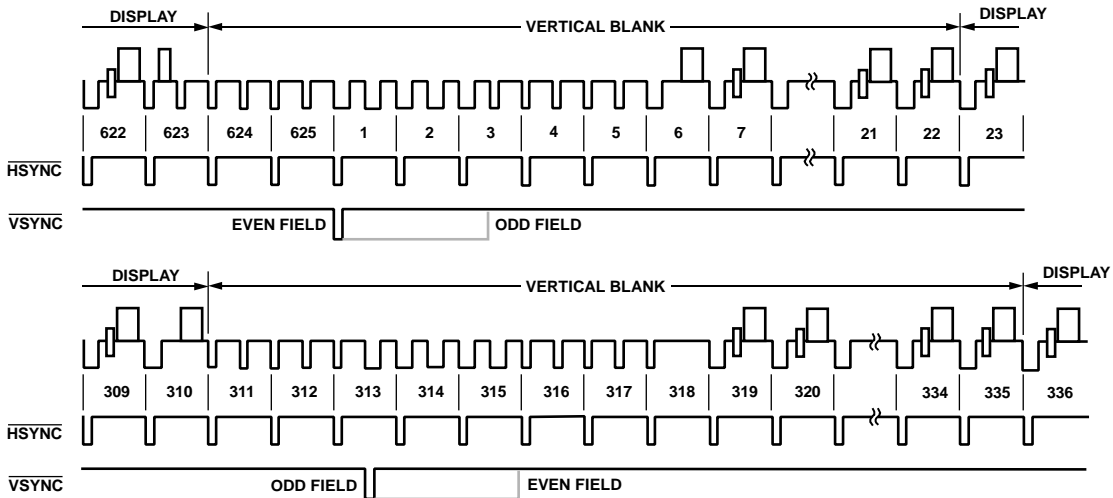 DISPLAY VERTICAL BLANK DISPLAY
622 623 624 625 1 2 3 4 5 6 7 21 22 23
HSYNC
VSYNC EVEN FIELD ODD FIELD
DISPLAY VERTICAL BLANK DISPLAY
309 310 311 312 313 314 315 316 317 318 319 320 334 335 336
HSYNC
VSYNC ODD FIELD EVEN FIELD